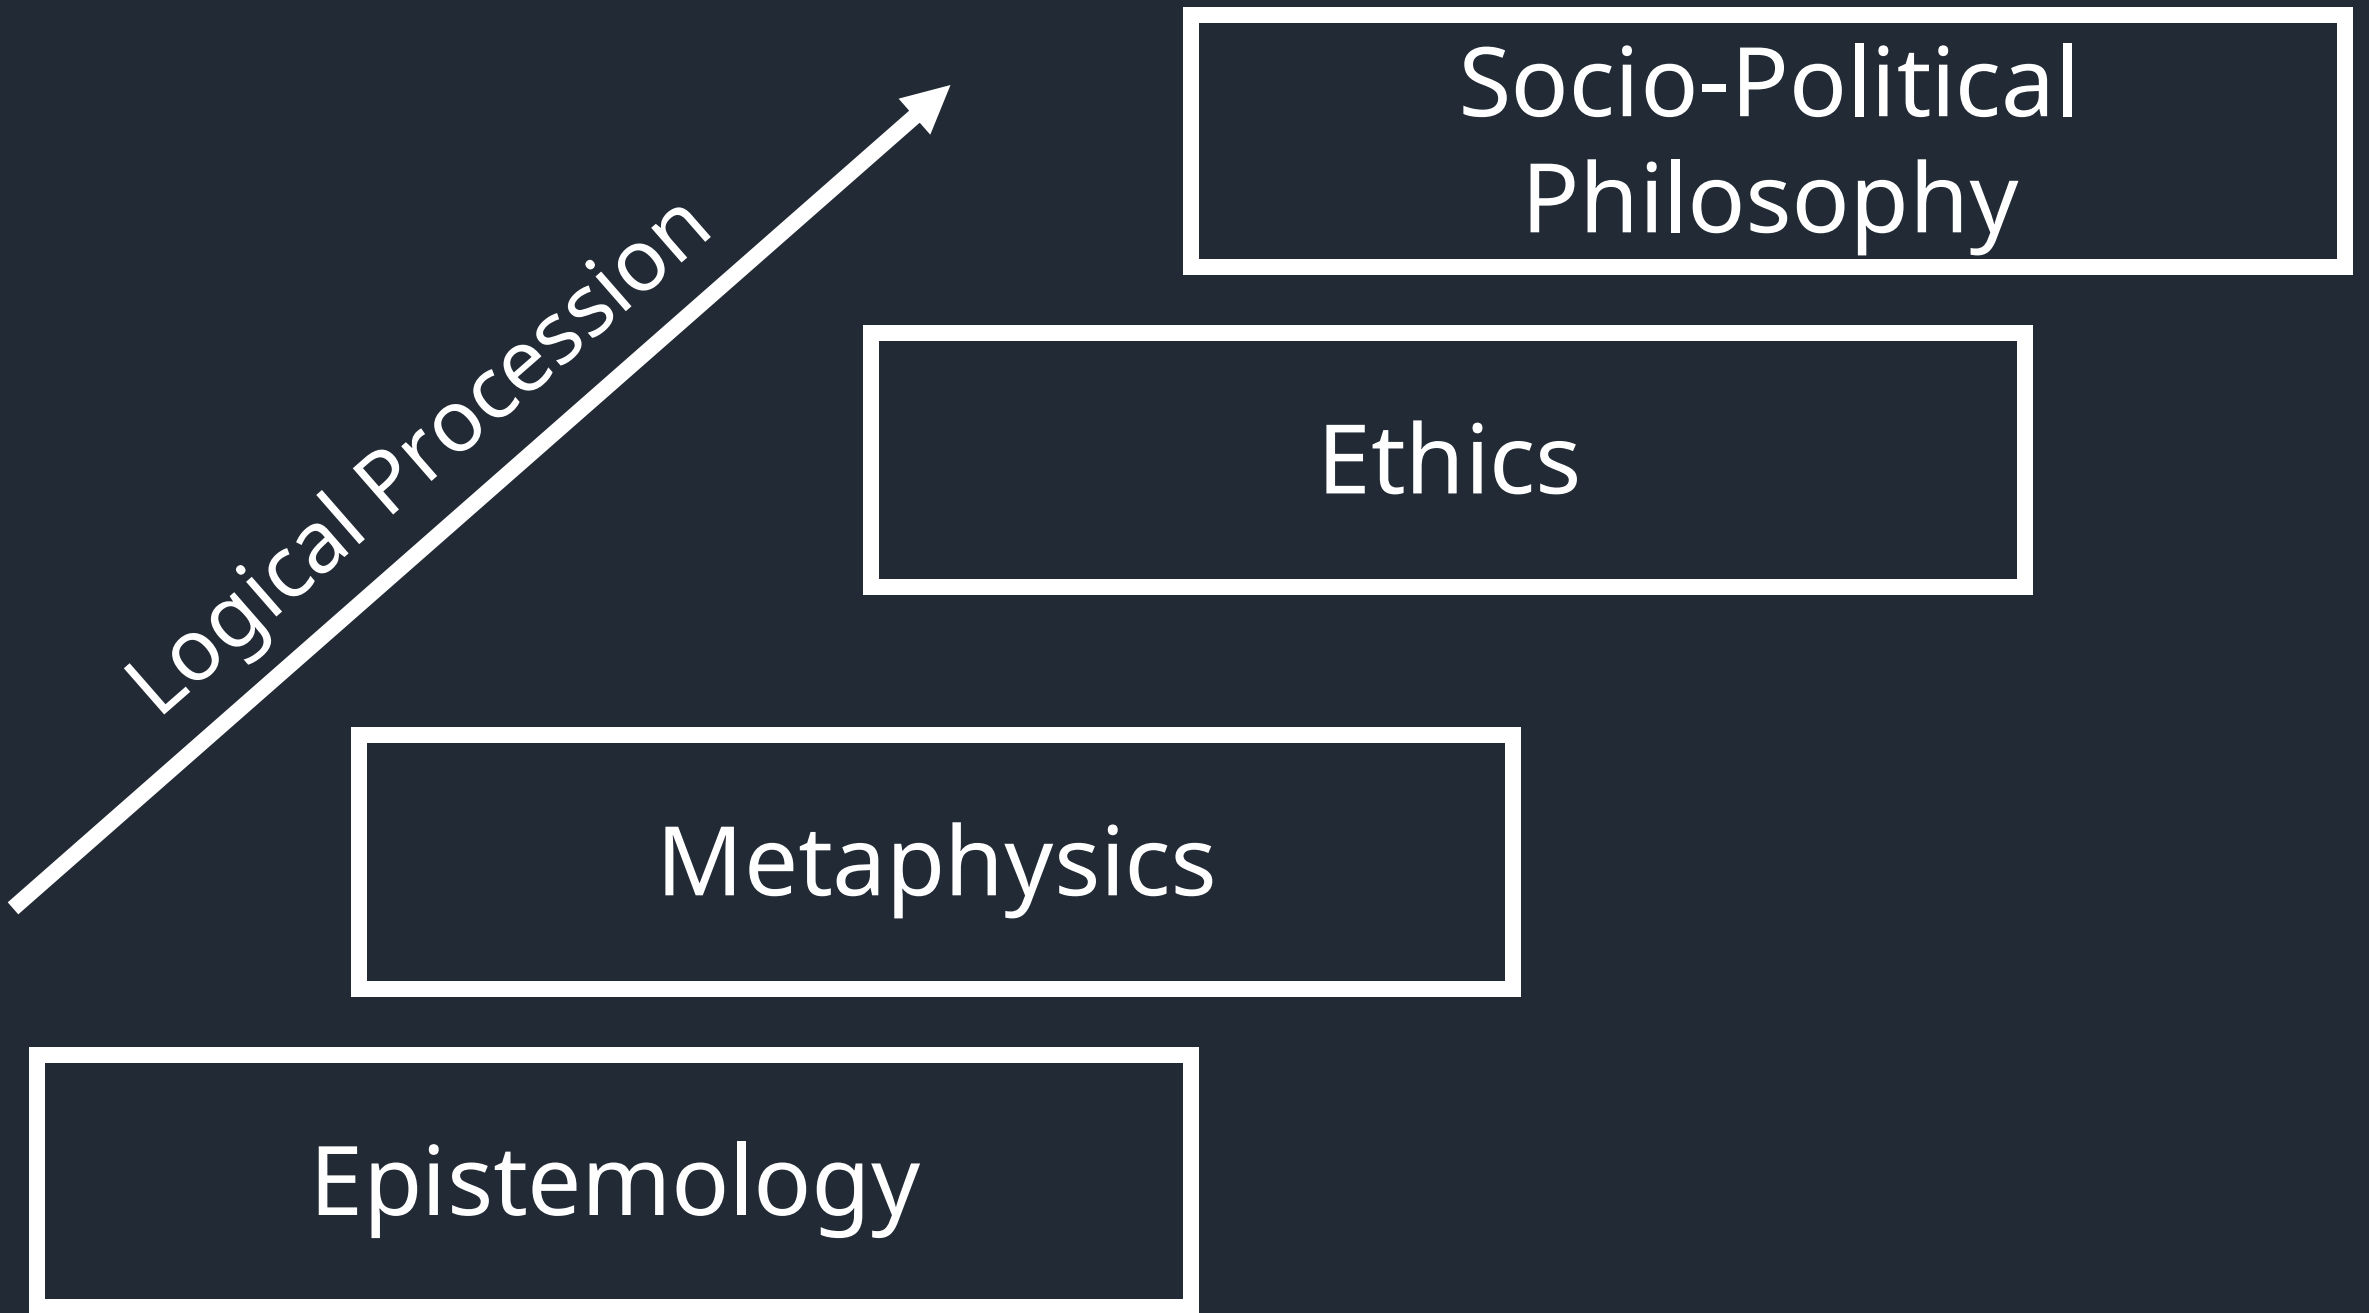 Socio-Political
Philosophy
Logical Procession
Ethics
Metaphysics
Epistemology